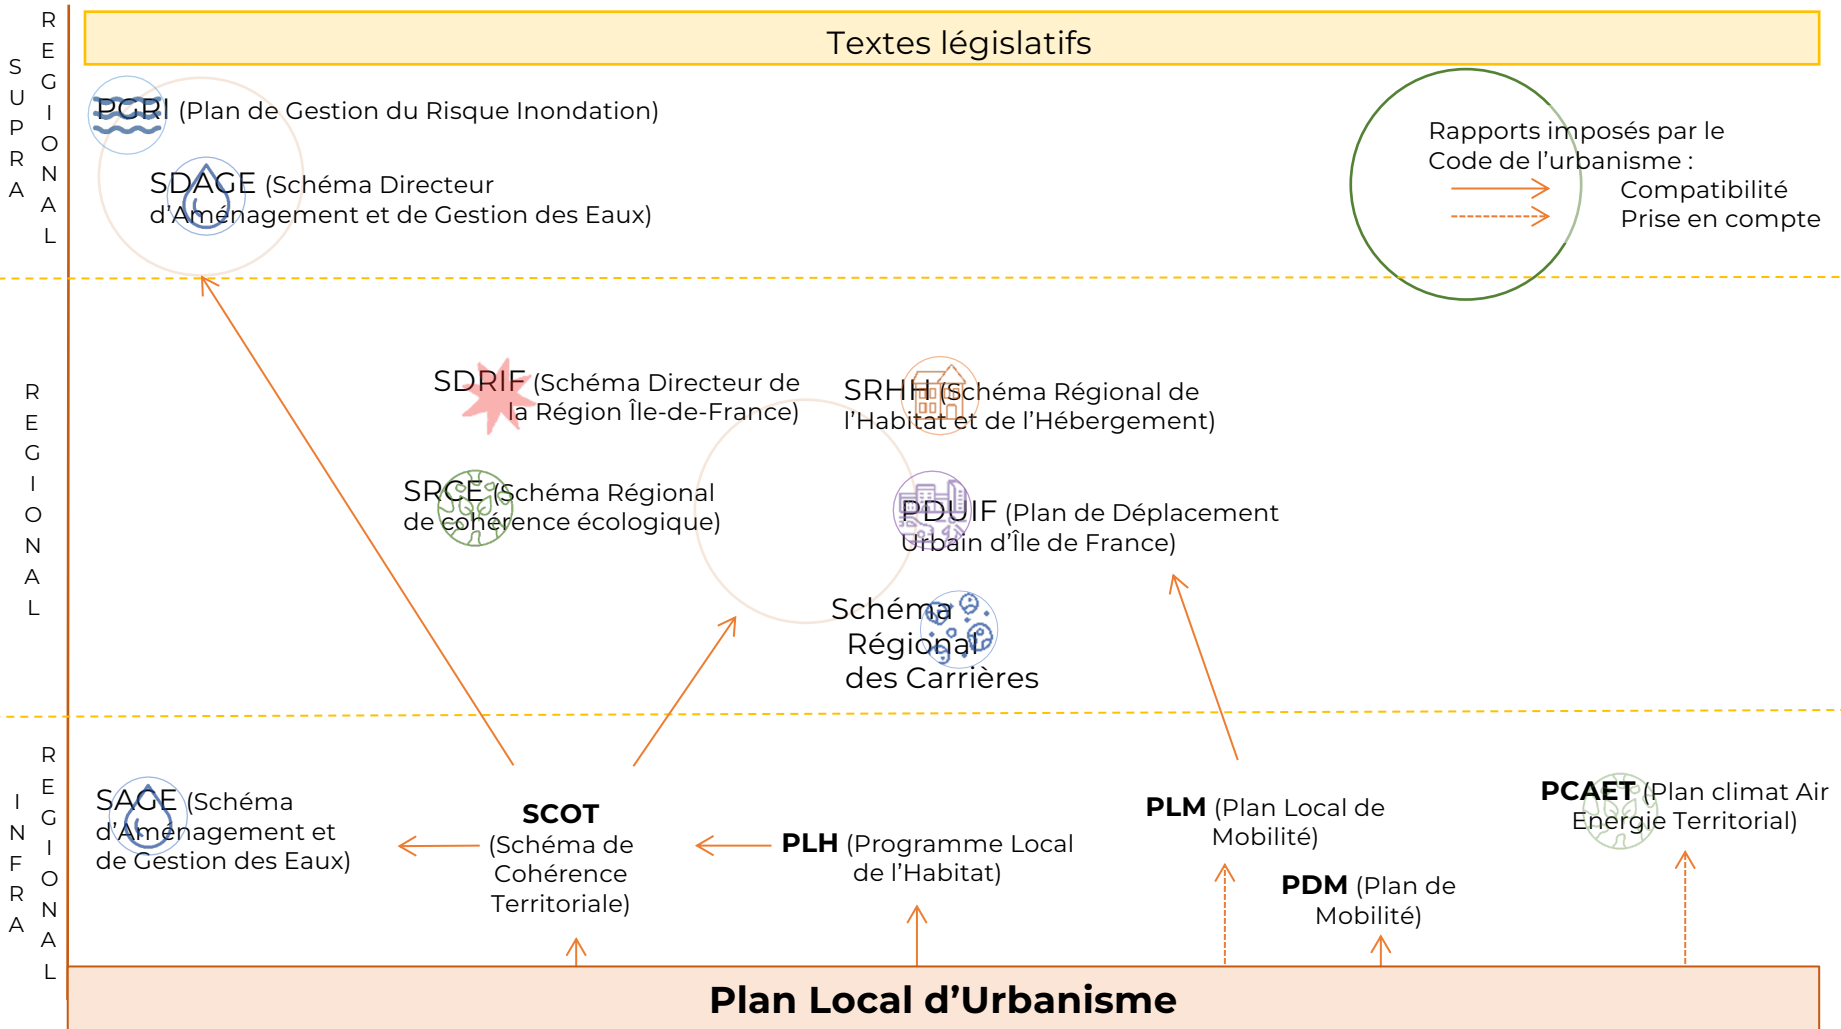 SUPRA
REGIONAL
Textes législatifs
PGRI (Plan de Gestion du Risque Inondation)
SDAGE (Schéma Directeur
d’Aménagement et de Gestion des Eaux)
Rapports imposés par le
Code de l’urbanisme :
Compatibilité
Prise en compte
REGIONAL
SDRIF (Schéma Directeur de
la Région Île-de-France)
SRHH (Schéma Régional de
l’Habitat et de l’Hébergement)
SRCE (Schéma Régional
de cohérence écologique)
PDUIF (Plan de Déplacement
Urbain d’Île de France)
Schéma
Régional
des Carrières
INFRA
REGIONAL
SAGE (Schéma
d’Aménagement et
de Gestion des Eaux)
SCOT
(Schéma de
Cohérence
Territoriale)
PLH (Programme Local
de l’Habitat)
PLM (Plan Local de
Mobilité)
PDM (Plan de
Mobilité)
PCAET (Plan climat Air
Energie Territorial)
Plan Local d’Urbanisme